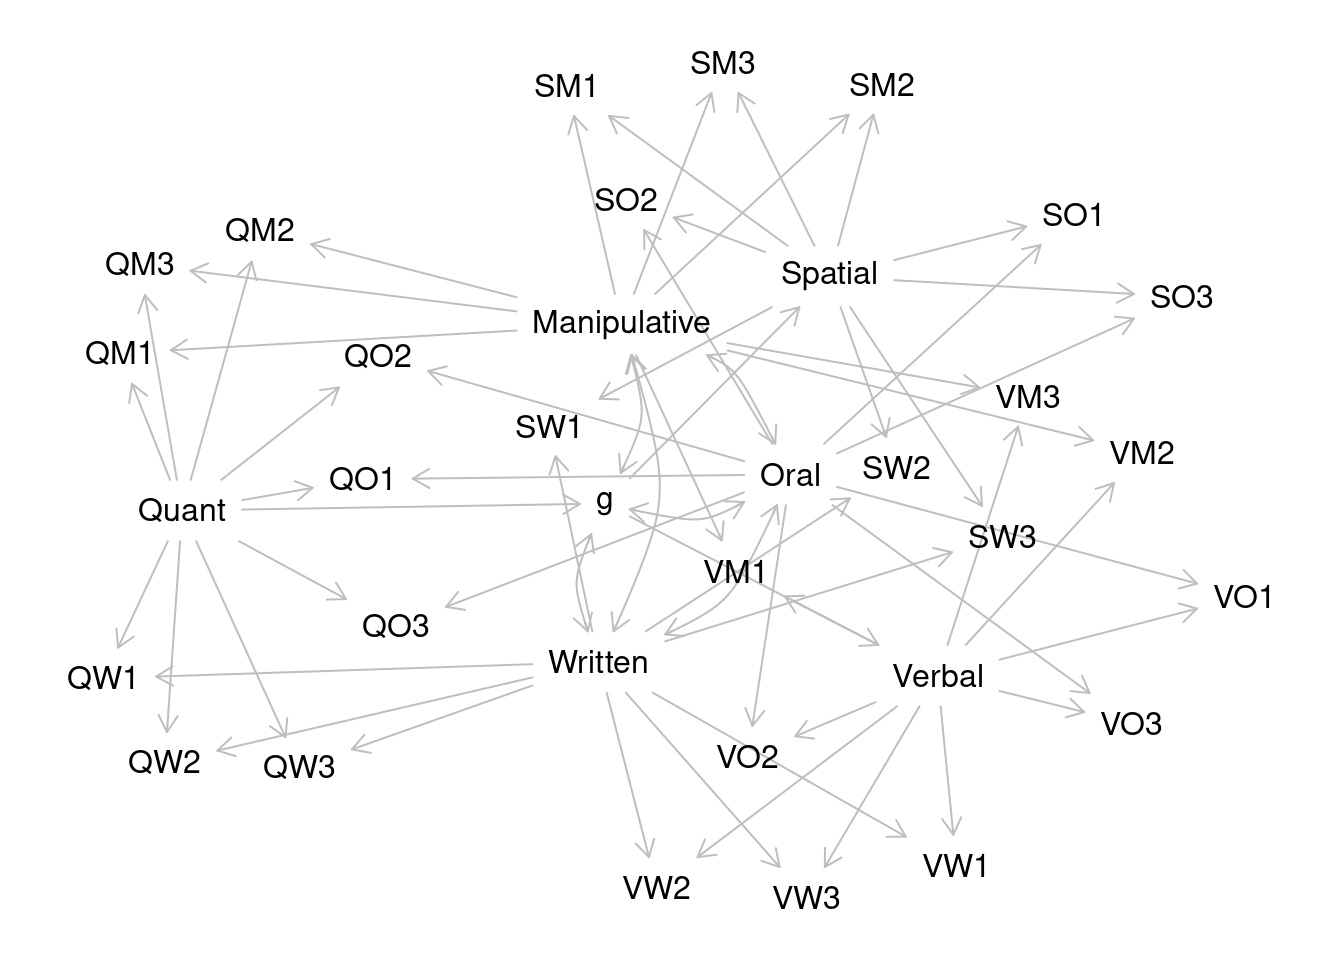 SM3
SM1
SM2
SO2
SO1
QM2
QM3
Spatial
SO3
Manipulative
QM1
QO2
VM3
SW1
VM2
SW2
Oral
QO1
g
Quant
SW3
VM1
VO1
QO3
Written
Verbal
QW1
VO3
VO2
QW2
QW3
VW1
VW2
VW3